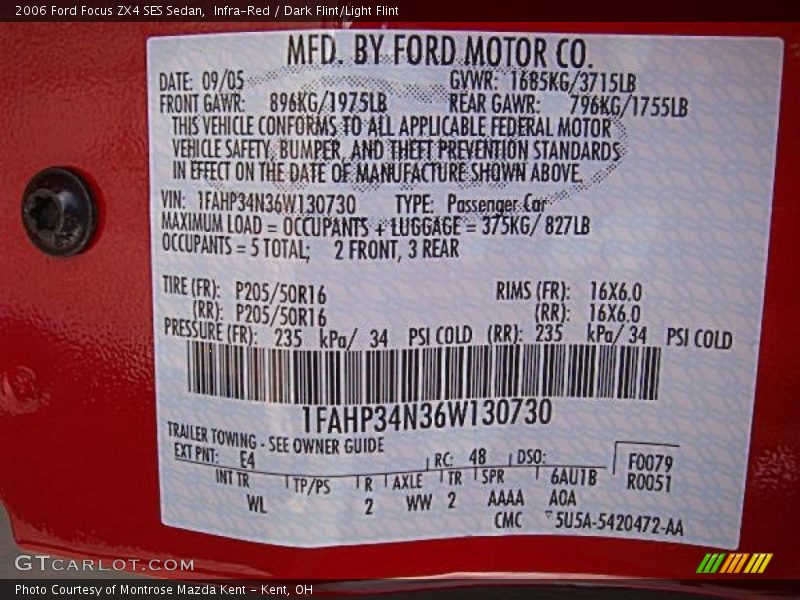 2006 Ford Focus ZX4 SES Sedan,  Infra-Red / Dark Flint/Light Flint
MFD. BY FORD MOTOR CO.
DATE: 09/05 GVWR: 1685KG/3715LB
FRONT GAWR: 896KG/1975LB REAR GAWR: 796KG/1755LB
THIS VEHICLE CONFORMS TO ALL APPLICABLE FEDERAL MOTOR
VEHICLE SAFETY, BUMPER, AND THEFT PREVENTION STANDARDS
IN EFFECT ON THE DATE OF MANUFACTURE SHOWN ABOVE.
VIN: 1FAHP34N36W130730 TYPE: Passenger Car
MAXIMUM LOAD = OCCUPANTS + LUGGAGE = 375KG/ 827LB
OCCUPANTS = 5 TOTAL; 2 FRONT, 3 REAR
TIRE (FR): P205/50R16 RIMS (FR): 16X6.0
(RR): P205/50R16 (RR): 16X6.0
PRESSURE (FR): 235 kPa/ 34 PSI COLD (RR): 235 kPa/ 34 PSI COLD
1FAHP34N36W130730
TRAILER TOWING - SEE OWNER GUIDE
EXT PNT: E4 RC: 48 DSO: F0079
INT TR TP/PS R AXLE TR SPR 6AU1B R0051
WL 2 WW 2 AAAA AOA
CMC 5U5A-5420472-AA
GTCARLOT.COM
Photo Courtesy of Montrose Mazda Kent - Kent, OH